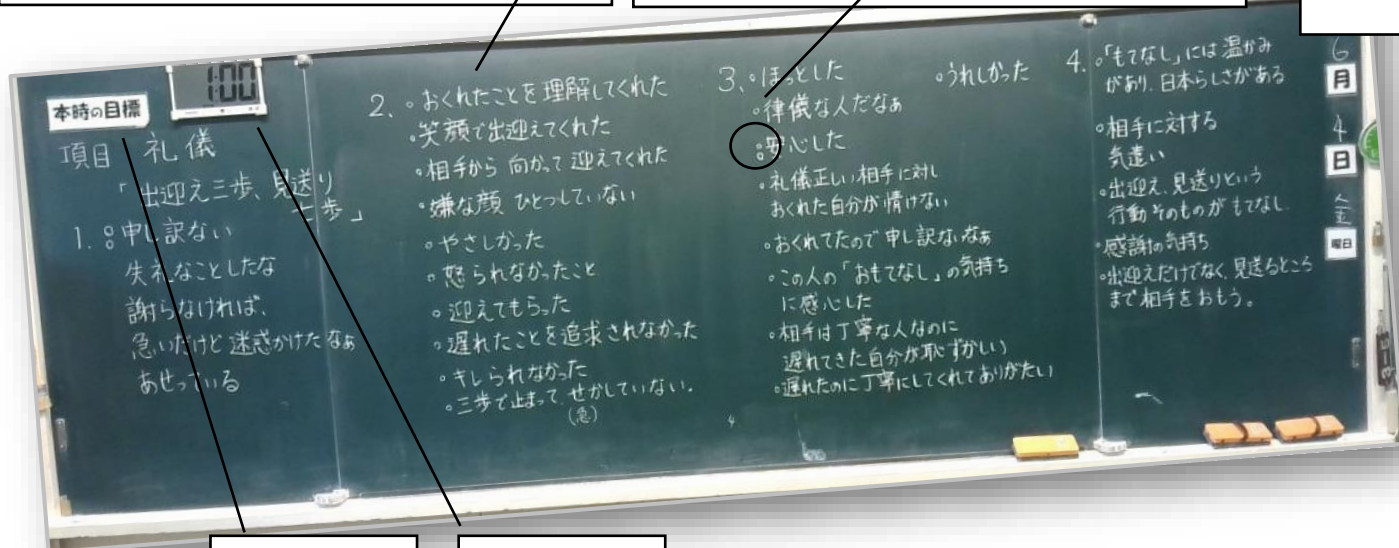 本時の目標
1:00
項目 礼儀
「出迎え三歩、見送り
七歩」
1. 申し訳ない
失礼なことしたな
謝らなければ、
急いだけど迷惑かけたなぁ
あせっている
2. おくれたことを理解してくれた
笑顔で出迎えてくれた
相手から向かって迎えてくれた
嫌な顔ひとつしていない
やさしかった
怒られなかったこと
迎えてもらった
遅れたことを追求されなかった
キレられなかった
三歩で止まって、せかしていない。
(急)
3. ほっとした
うれしかった
律儀な人だなぁ
安心した
礼儀正しい相手に対し
おくれた自分が情けない
おくれてたので申し訳ないなぁ
この人の「おもてなし」の気持ち
に感心した
相手は丁寧な人なのに
遅れてきた自分が恥ずかしい
遅れたのに丁寧にしてくれてありがたい
4. 「もてなし」には温かみ
があり、日本らしさがある
相手に対する
気遣い
出迎え、見送りという
行動そのものがもてなし
感謝の気持ち
出迎えだけでなく、見送るところ
まで相手をおもう。
6
月
4
日
金
曜日